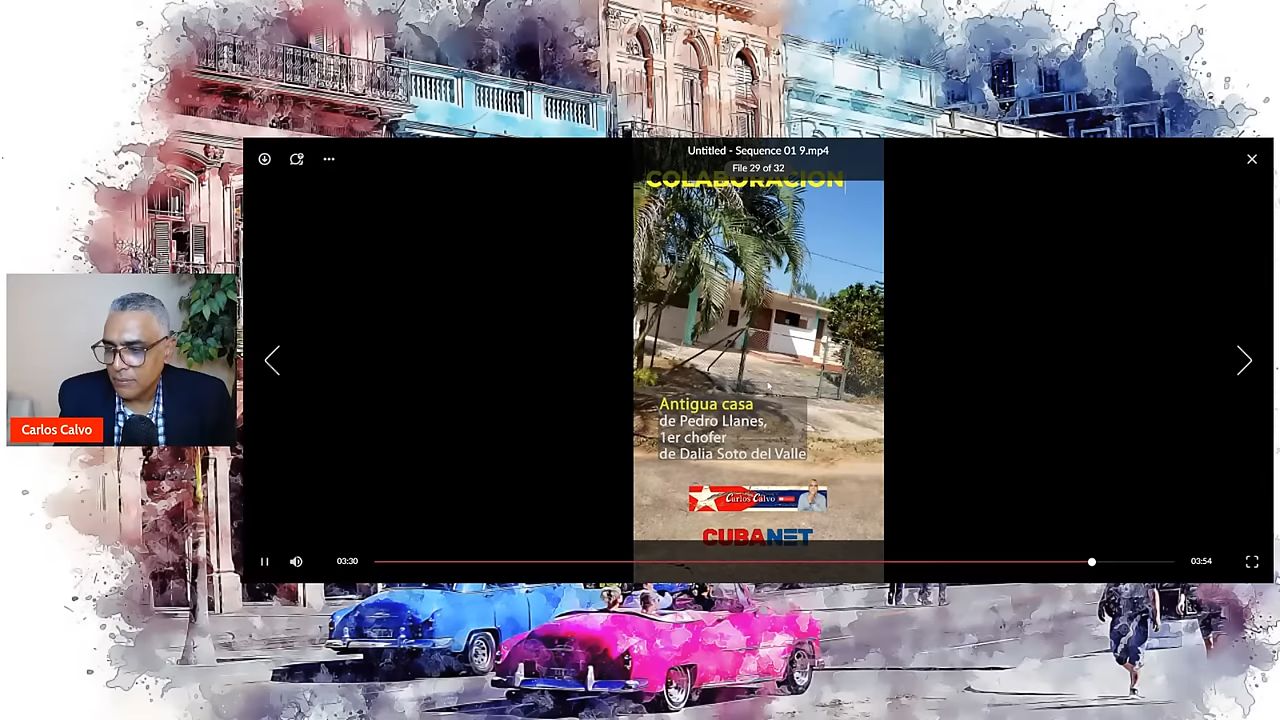 Untitled - Sequence 01 9.mp4
File 29 of 32
COLABORACION
Antigua casa
de Pedro Llanes,
1er chofer
de Dalia Soto del Valle
Carlos Calvo
Carlos Calvo
CUBANET
03:30
03:54